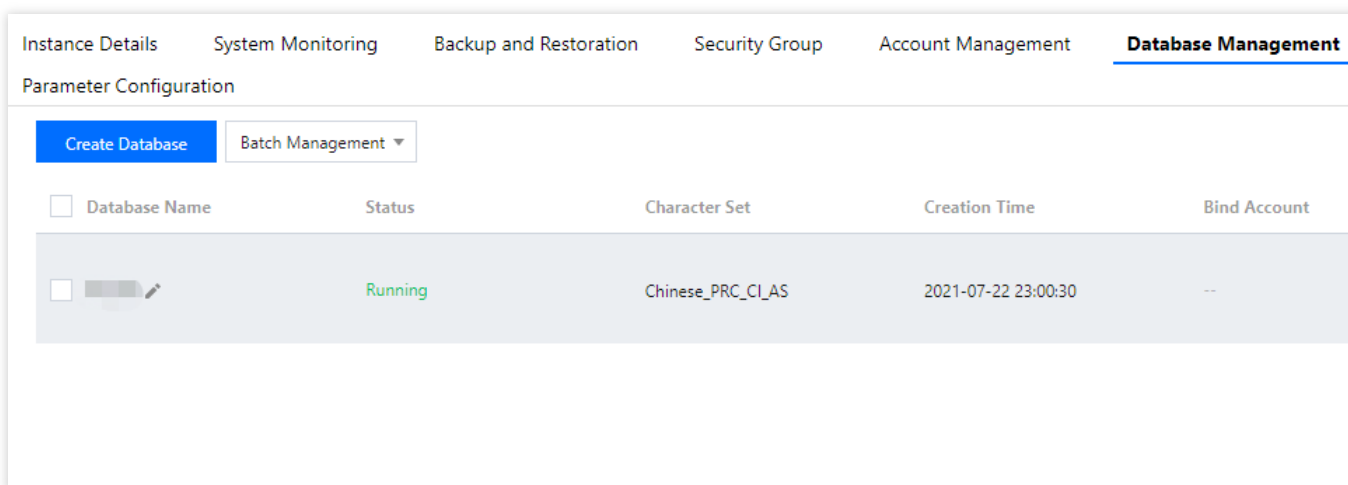 Instance Details System Monitoring Backup and Restoration Security Group Account Management Database Management
Parameter Configuration
Create Database Batch Management
Database Name Status Character Set Creation Time Bind Account
Running Chinese_PRC_CI_AS 2021-07-22 23:00:30 --